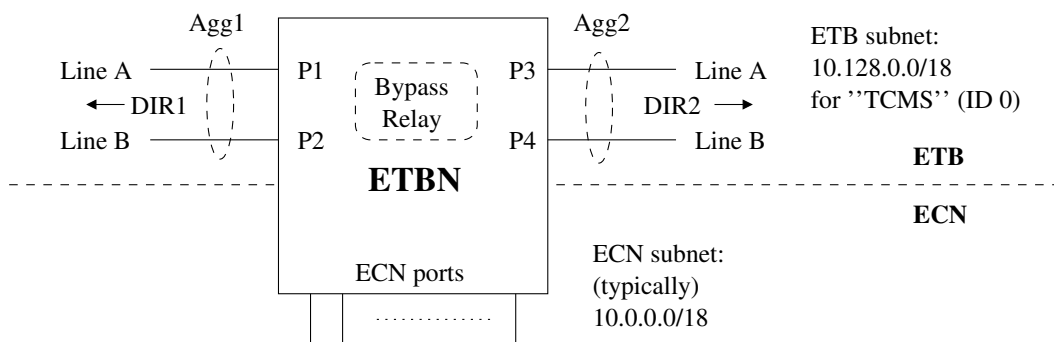 Agg1
Agg2
Line A
P1
P3
Line A
DIR1
Bypass
Relay
DIR2
Line B
P2
P4
Line B
ETBN
ETB subnet:
10.128.0.0/18
for ''TCMS'' (ID 0)
ETB
ECN
ECN ports
ECN subnet:
(typically)
10.0.0.0/18